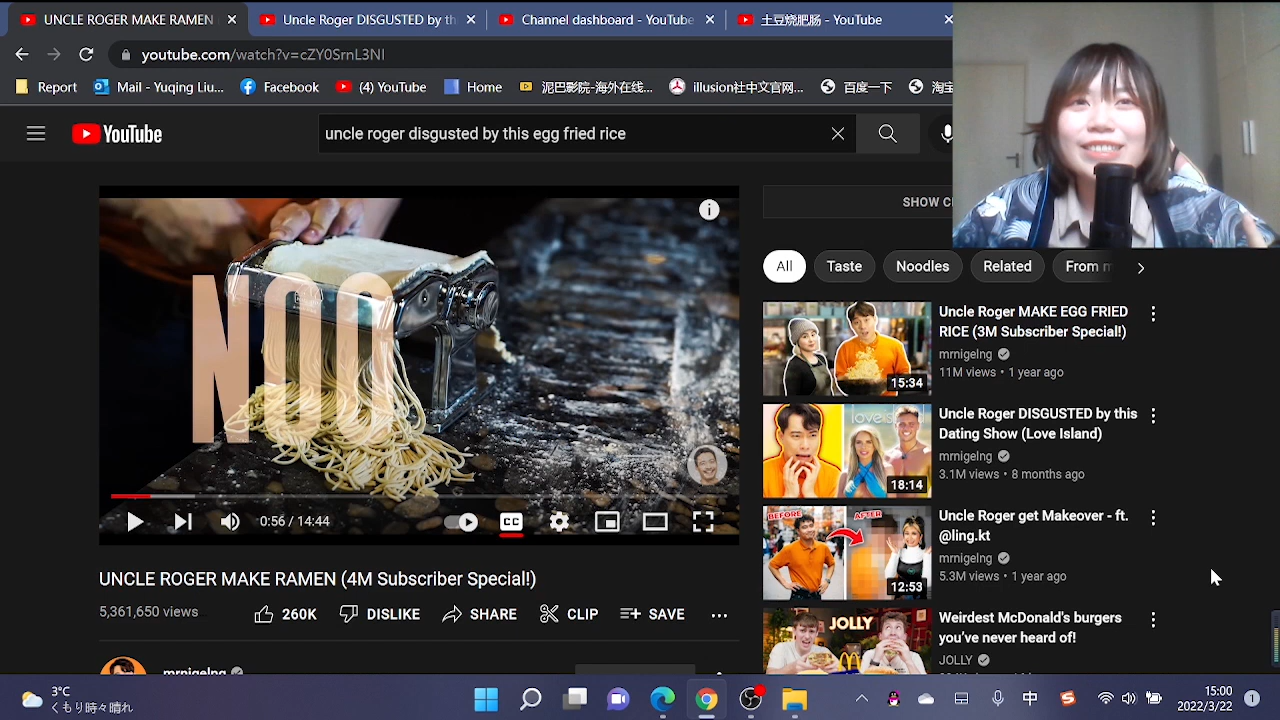 UNCLE ROGER MAKE RAMEN
Uncle Roger DISGUSTED by th
Channel dashboard - YouTube
土豆烧肥肠 - YouTube
youtube.com/watch?v=cZY0SrnL3NI
Report
Mail - Yuqing Liu...
Facebook
(4) YouTube
Home
泥巴影院-海外在线...
illusion社中文官网...
百度一下
淘宝
YouTube
uncle roger disgusted by this egg fried rice
NOO
SHOW C
0:56 / 14:44
CC
UNCLE ROGER MAKE RAMEN (4M Subscriber Special!)
5,361,650 views
260K
DISLIKE
SHARE
CLIP
SAVE
mrnigelng
All
Taste
Noodles
Related
From m
15:34
Uncle Roger MAKE EGG FRIED
RICE (3M Subscriber Special!)
mrnigelng
11M views • 1 year ago
love island
18:14
Uncle Roger DISGUSTED by this
Dating Show (Love Island)
mrnigelng
3.1M views • 8 months ago
BEFORE
AFTER
12:53
Uncle Roger get Makeover - ft.
@ling.kt
mrnigelng
5.3M views • 1 year ago
JOLLY
Weirdest McDonald's burgers
you've never heard of!
JOLLY
3°C
くもり時々晴れ
中
15:00
2022/3/22
1